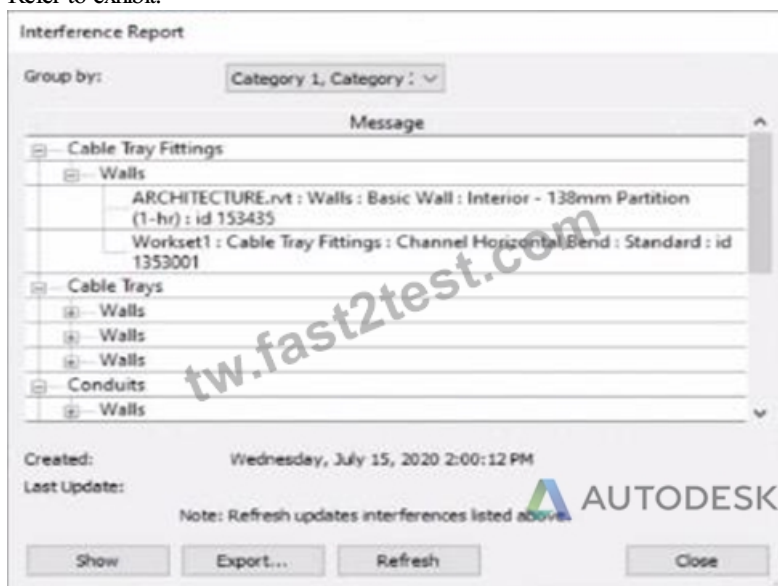 Refer to exhibit.
Interference Report
Group by:
Category 1, Category
Message
Cable Tray Fittings
Walls
ARCHITECTURE.rvt : Walls : Basic Wall : Interior - 138mm Partition
(1-hr) : id 153435
Workset1 : Cable Tray Fittings : Channel Horizontal Bend : Standard : id
1353001
Cable Trays
Walls
Walls
Walls
Conduits
Walls
tw.fast2test.com
Created: Wednesday, July 15, 2020 2:00:12 PM
Last Update:
AUTODESK
Note: Refresh updates interferences listed above.
Show Export... Refresh Close